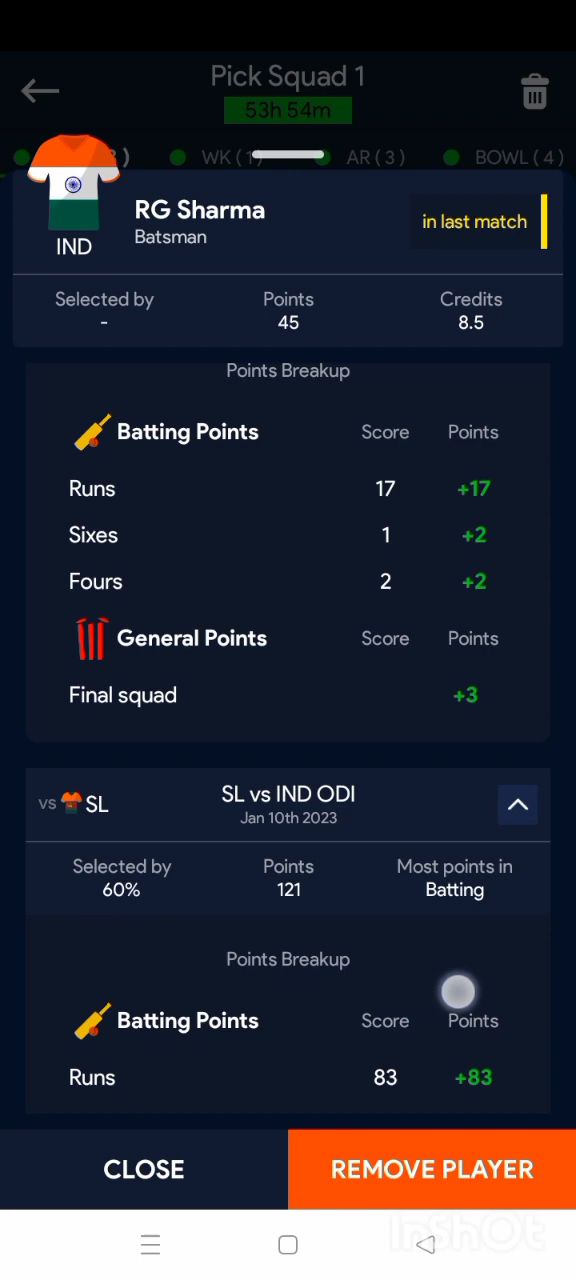 Pick Squad 1
53h 54m
WK ( 1 AR ( 3 ) BOWL ( 4 )
RG Sharma
Batsman
IND
in last match
Selected by Points Credits
- 45 8.5
Points Breakup
Batting Points Score Points
Runs 17 +17
Sixes 1 +2
Fours 2 +2
General Points Score Points
Final squad +3
vs SL SL vs IND ODI
Jan 10th 2023
Selected by Points Most points in
60% 121 Batting
Points Breakup
Batting Points Score Points
Runs 83 +83
CLOSE REMOVE PLAYER
InShOt